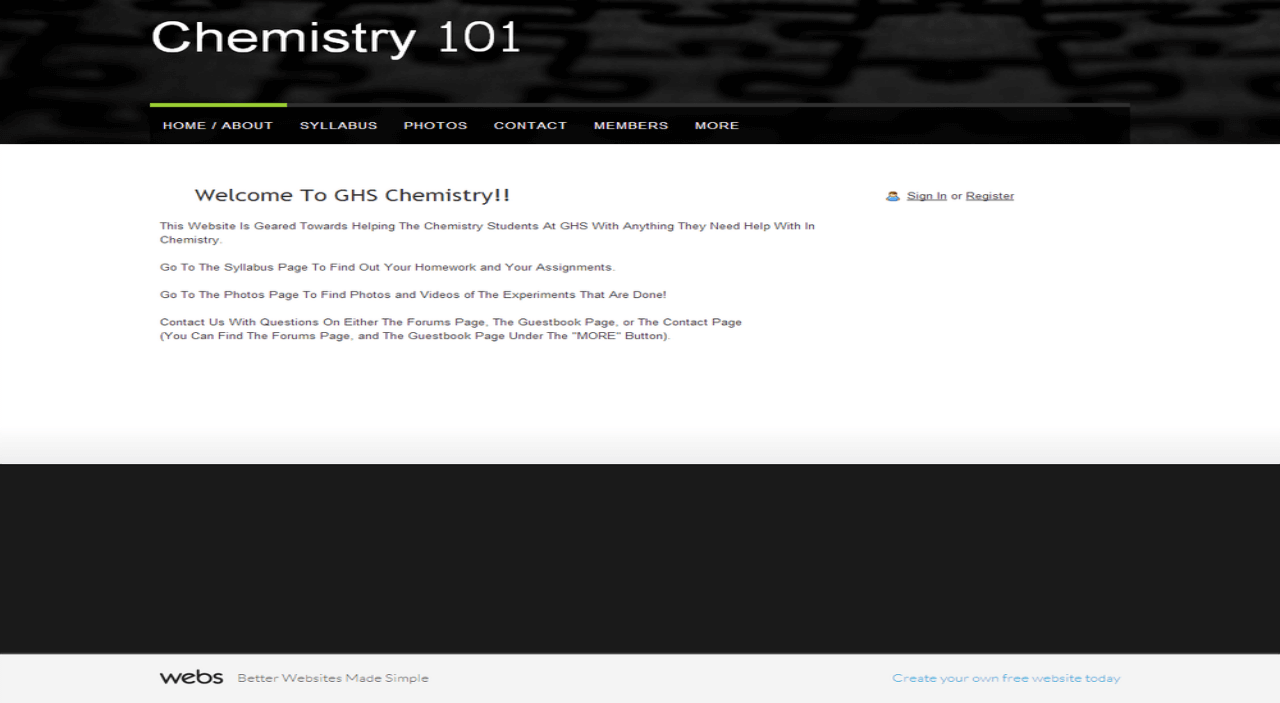 Chemistry 101
HOME / ABOUT SYLLABUS PHOTOS CONTACT MEMBERS MORE
Welcome To GHS Chemistry!!
Sign In or Register
This Website Is Geared Towards Helping The Chemistry Students At GHS With Anything They Need Help With In
Chemistry.
Go To The Syllabus Page To Find Out Your Homework and Your Assignments.
Go To The Photos Page To Find Photos and Videos of The Experiments That Are Done!
Contact Us With Questions On Either The Forums Page, The Guestbook Page, or The Contact Page
(You Can Find The Forums Page, and The Guestbook Page Under The "MORE" Button).
webs Better Websites Made Simple
Create your own free website today